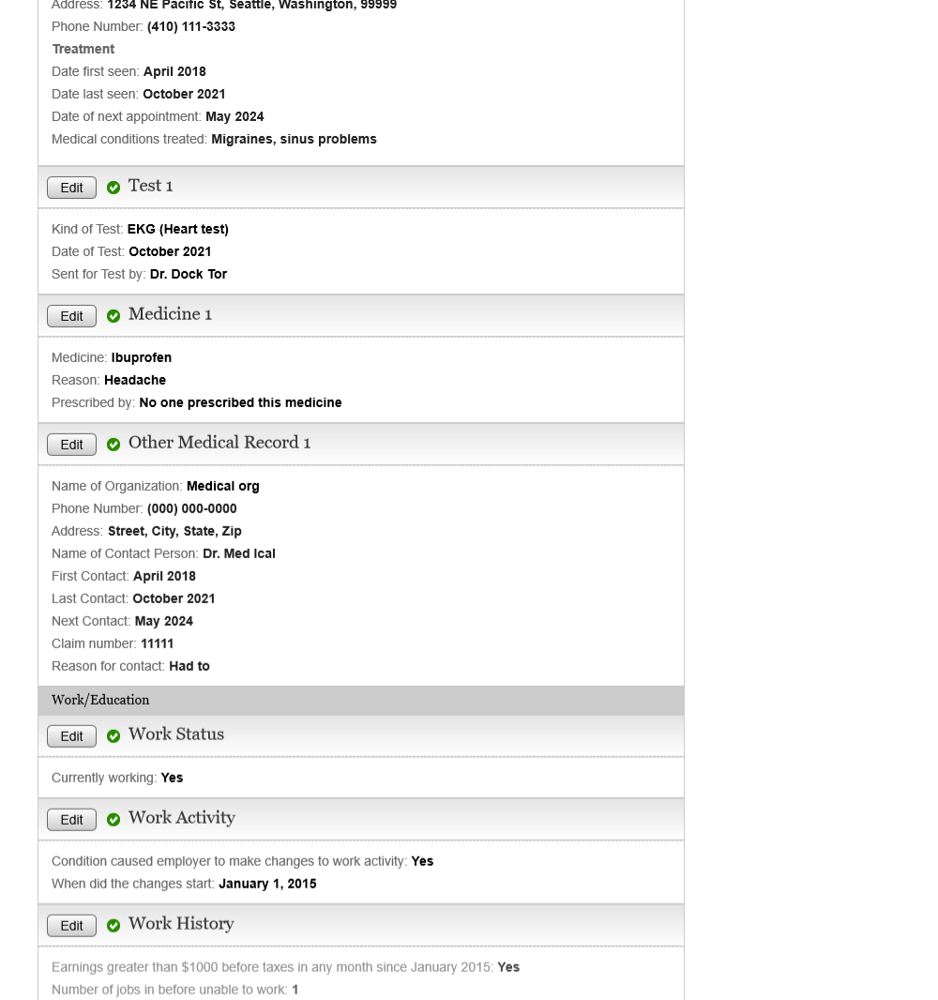 Address: 1234 NE Pacific St, Seattle, Washington, 99999
Phone Number: (410) 111-3333
Treatment
Date first seen: April 2018
Date last seen: October 2021
Date of next appointment: May 2024
Medical conditions treated: Migraines, sinus problems
Edit Test 1
Kind of Test: EKG (Heart test)
Date of Test: October 2021
Sent for Test by: Dr. Dock Tor
Edit Medicine 1
Medicine: Ibuprofen
Reason: Headache
Prescribed by: No one prescribed this medicine
Edit Other Medical Record 1
Name of Organization: Medical org
Phone Number: (000) 000-0000
Address: Street, City, State, Zip
Name of Contact Person: Dr. Med Ical
First Contact: April 2018
Last Contact: October 2021
Next Contact: May 2024
Claim number: 11111
Reason for contact: Had to
Work/Education
Edit Work Status
Currently working: Yes
Edit Work Activity
Condition caused employer to make changes to work activity: Yes
When did the changes start: January 1, 2015
Edit Work History
Earnings greater than $1000 before taxes in any month since January 2015: Yes
Number of jobs in before unable to work: 1